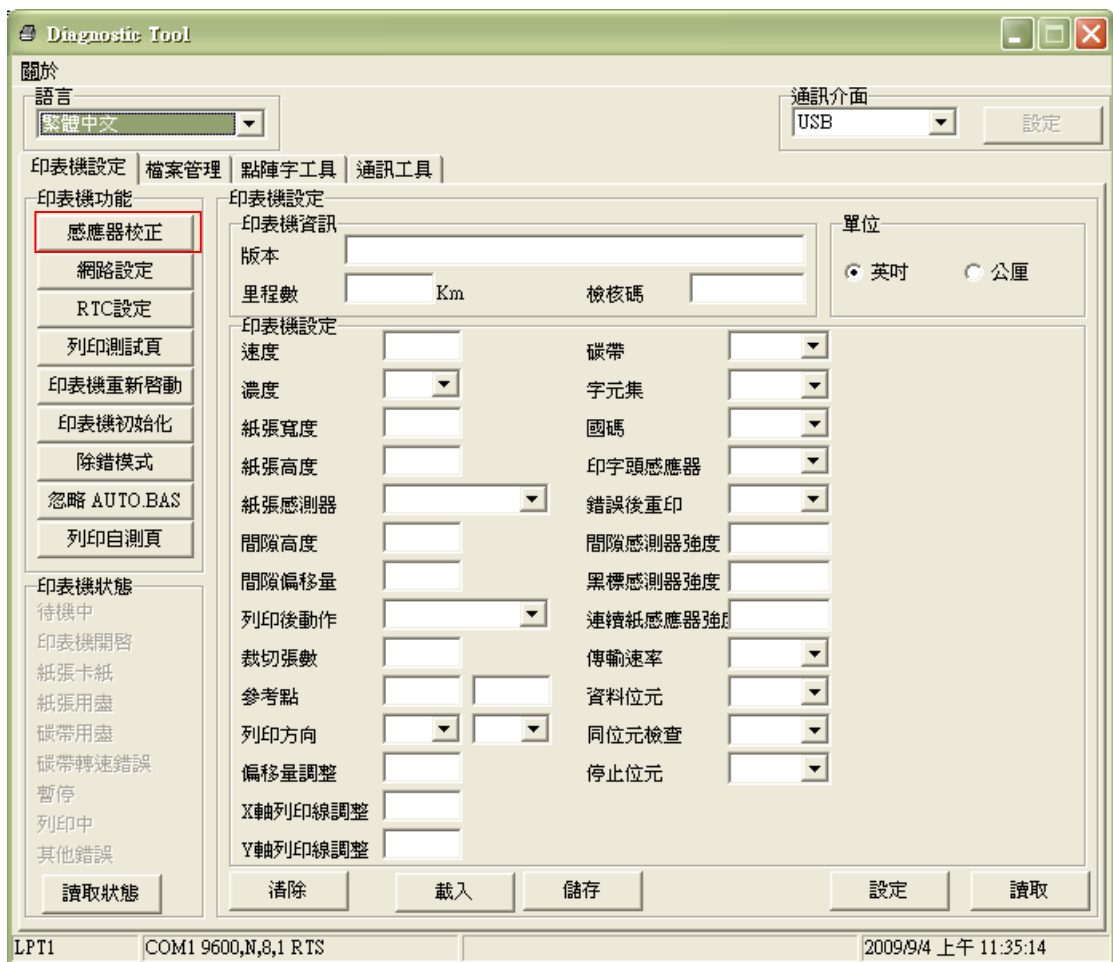 Diagnostic Tool
關於
語言
繁體中文
通訊介面
USB
設定
印表機設定
檔案管理
點陣字工具
通訊工具
印表機功能
感應器校正
網路設定
RTC設定
列印測試頁
印表機重新啓動
印表機初始化
除錯模式
忽略 AUTO.BAS
列印自測頁
印表機狀態
待機中
印表機開啓
紙張卡紙
紙張用盡
碳帶用盡
碳帶轉速錯誤
暫停
列印中
其他錯誤
讀取狀態
印表機設定
印表機資訊
版本
里程數
Km
檢核碼
單位
英吋
公厘
印表機設定
速度
濃度
紙張寬度
紙張高度
紙張感測器
間隙高度
間隙偏移量
列印後動作
裁切張數
參考點
列印方向
偏移量調整
X軸列印線調整
Y軸列印線調整
碳帶
字元集
國碼
印字頭感應器
錯誤後重印
間隙感測器強度
黑標感測器強度
連續紙感應器強度
傳輸速率
資料位元
同位元檢查
停止位元
清除
載入
儲存
設定
讀取
LPT1
COM1 9600,N,8,1 RTS
2009/9/4 上午 11:35:14